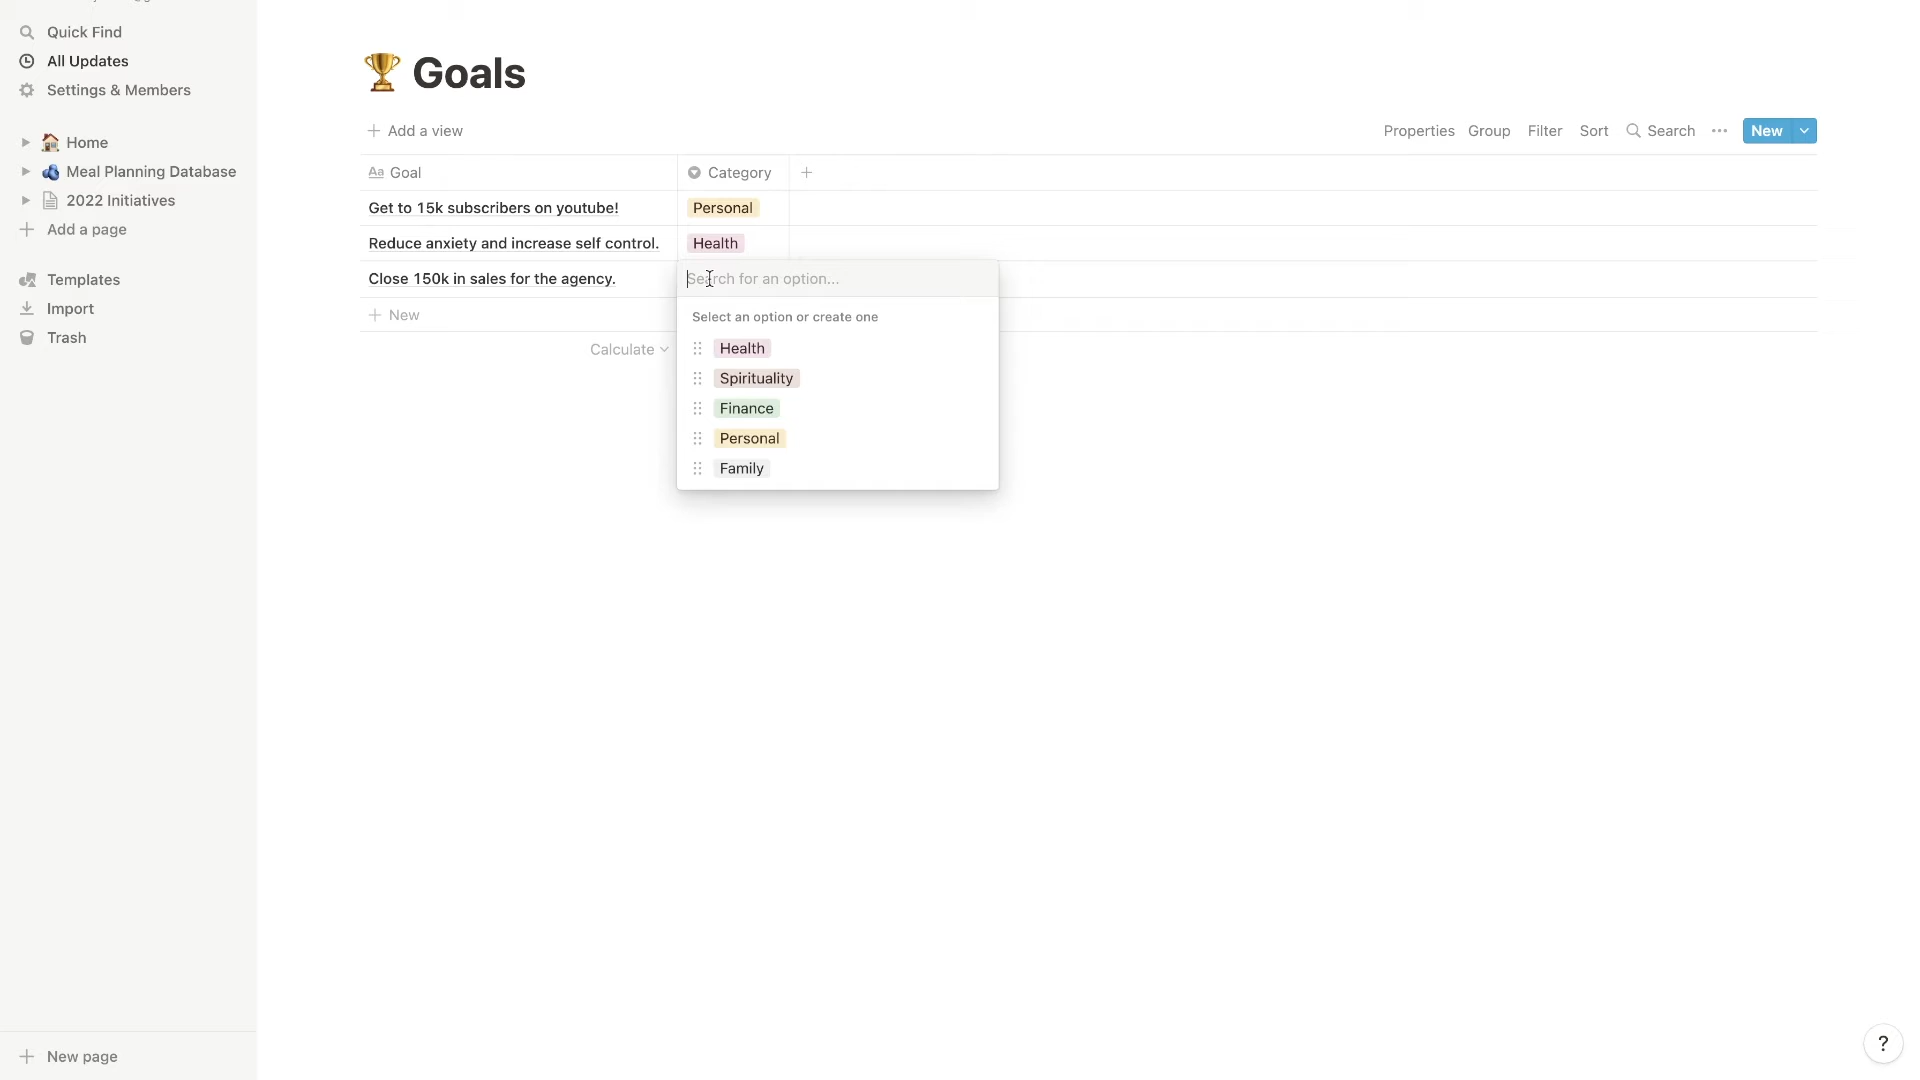 Quick Find
All Updates
Settings & Members
Home
Meal Planning Database
2022 Initiatives
Add a page
Templates
Import
Trash
New page
Goals
Add a view
Properties Group Filter Sort Search ... New
Aa Goal Category
Get to 15k subscribers on youtube! Personal
Reduce anxiety and increase self control. Health
Close 150k in sales for the agency. Search for an option...
New
Calculate
Select an option or create one
Health
Spirituality
Finance
Personal
Family
?